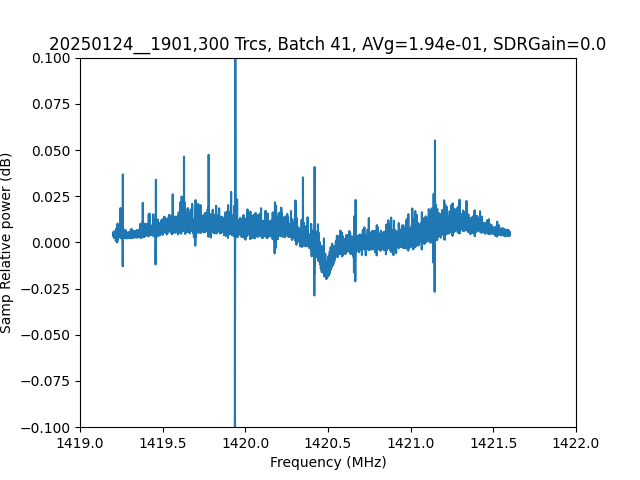 20250124__1901,300 Trcs, Batch 41, AVg=1.94e-01, SDRGain=0.0
0.100
0.075
0.050
0.025
0.000
−0.025
−0.050
−0.075
−0.100
Samp Relative power (dB)
1419.0 1419.5 1420.0 1420.5 1421.0 1421.5 1422.0
Frequency (MHz)